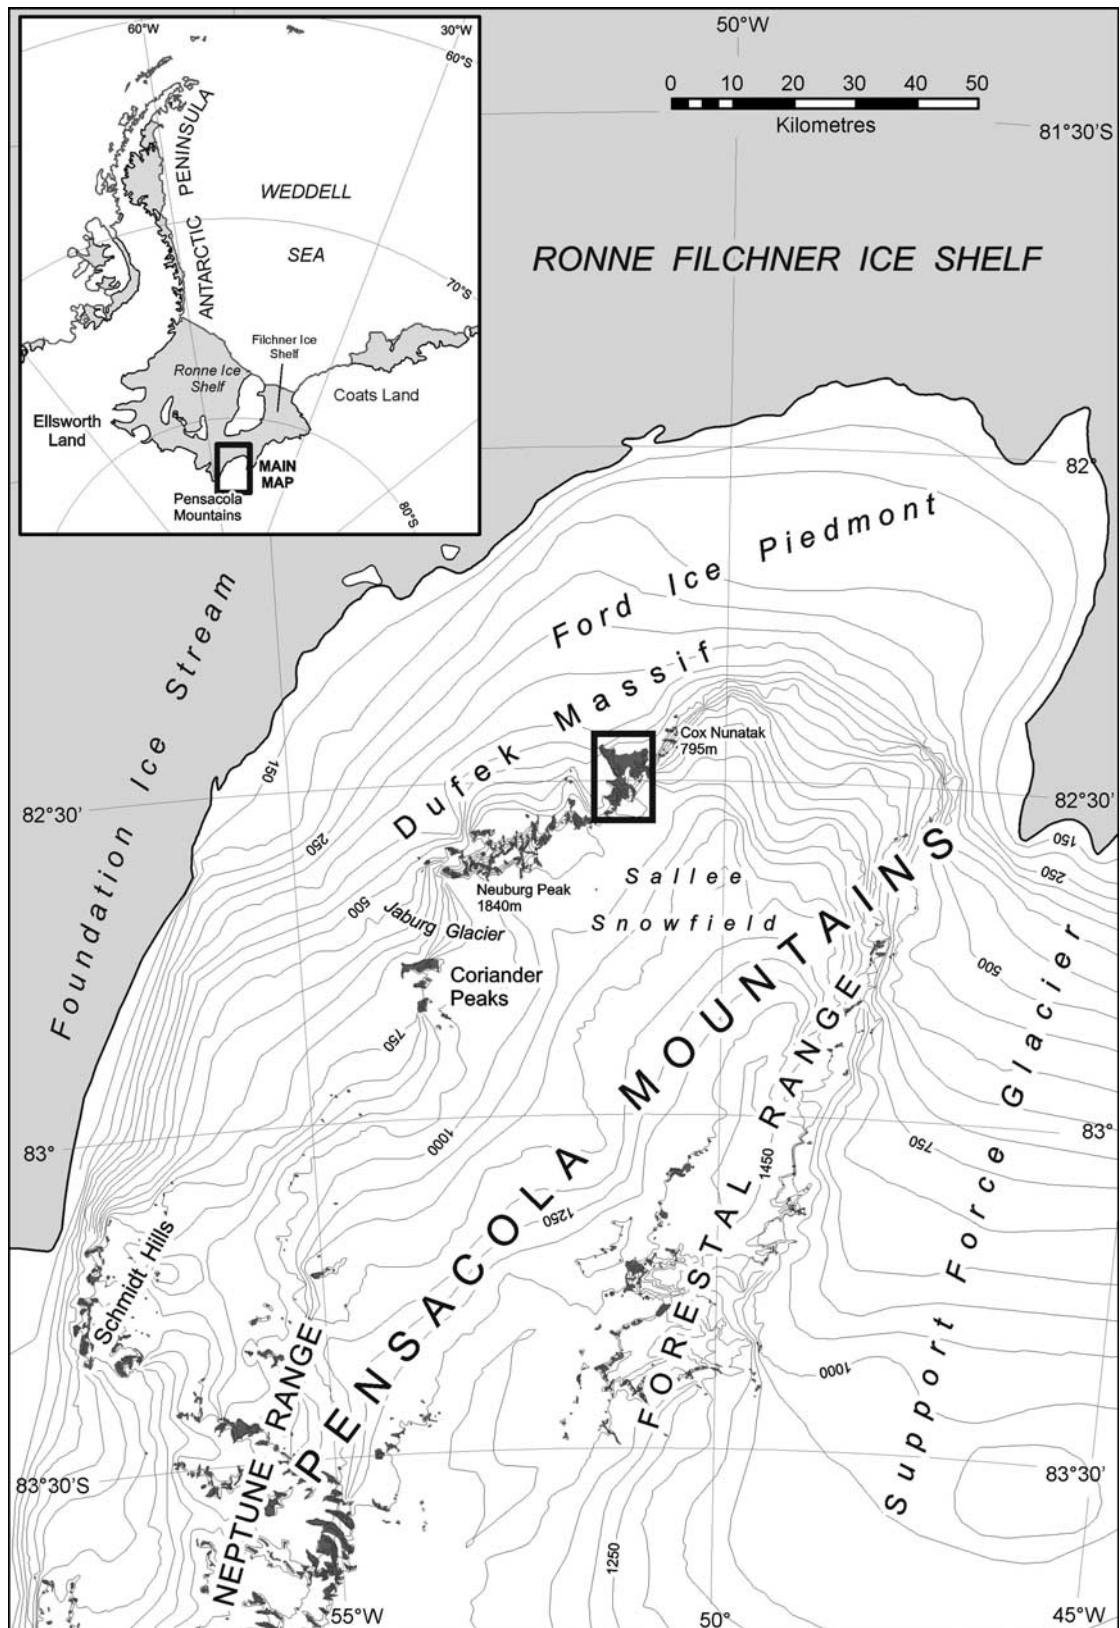 60°W
30°W
60°S
ANTARCTIC PENINSULA
WEDDELL
SEA
70°S
Filchner Ice
Shelf
Ronne Ice
Shelf
Coats Land
Ellsworth
Land
MAIN
MAP
Pensacola
Mountains
80°S
50°W
0 10 20 30 40 50
Kilometres
81°30'S
RONNE FILCHNER ICE SHELF
82°
Ford Ice Piedmont
Foundation Ice Stream
Dufek Massif
Cox Nunatak
795m
150
82°30'
82°30'
250
150
250
Sallee
Snowfield
Neuburg Peak
1840m
500
Jaburg Glacier
Coriander
Peaks
500
750
PENSACOLA MOUNTAINS
FORRESTAL RANGE
Support Force Glacier
83°
1000
1450
750
83°
1250
Schmidt Hills
NEPTUNE RANGE
1000
83°30'S
83°30'
1250
55°W
50°
45°W